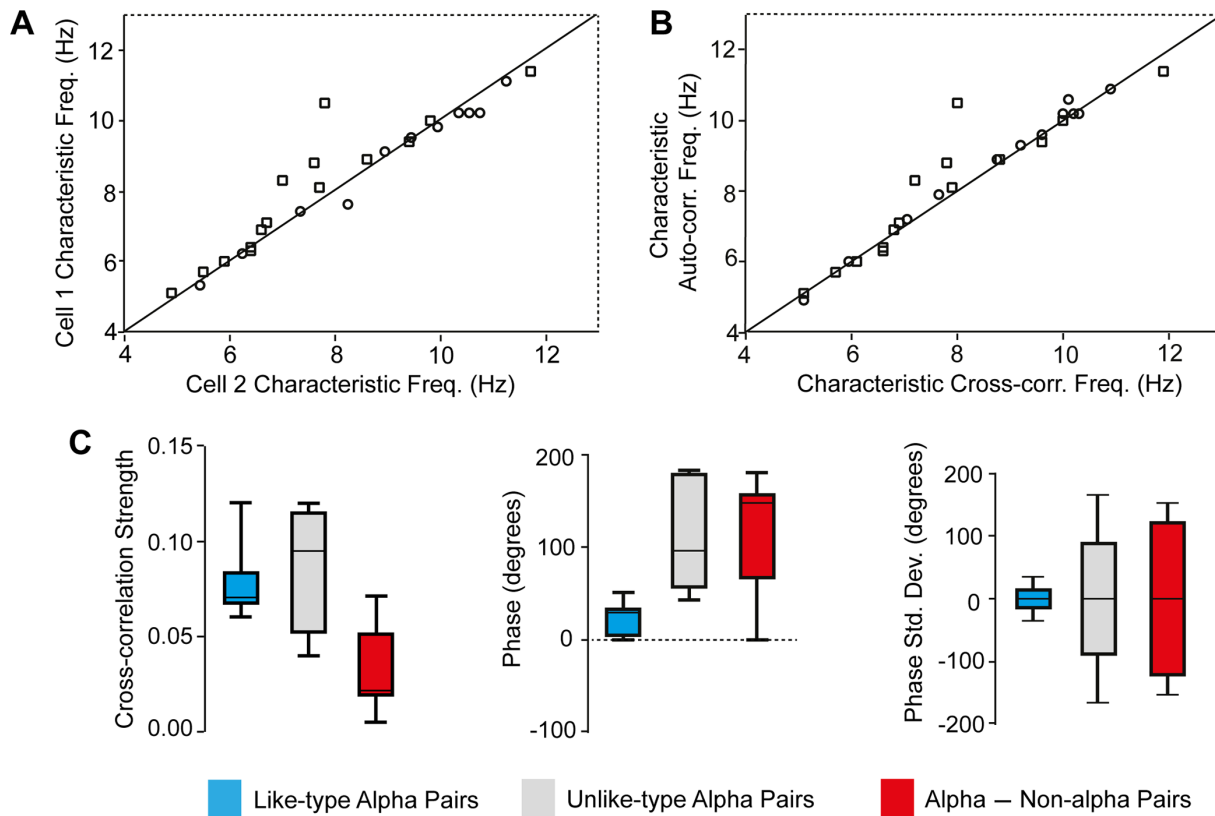 A
Cell 1 Characteristic Freq. (Hz)
12
10
8
6
4
4 6 8 10 12
Cell 2 Characteristic Freq. (Hz)
B
Characteristic
Auto-corr. Freq. (Hz)
12
10
8
6
4
4 6 8 10 12
Characteristic Cross-corr. Freq. (Hz)
C
Cross-correlation Strength
0.15
0.10
0.05
0.00
Phase (degrees)
200
100
0
-100
Phase Std. Dev. (degrees)
200
100
0
-100
-200
Like-type Alpha Pairs
Unlike-type Alpha Pairs
Alpha – Non-alpha Pairs